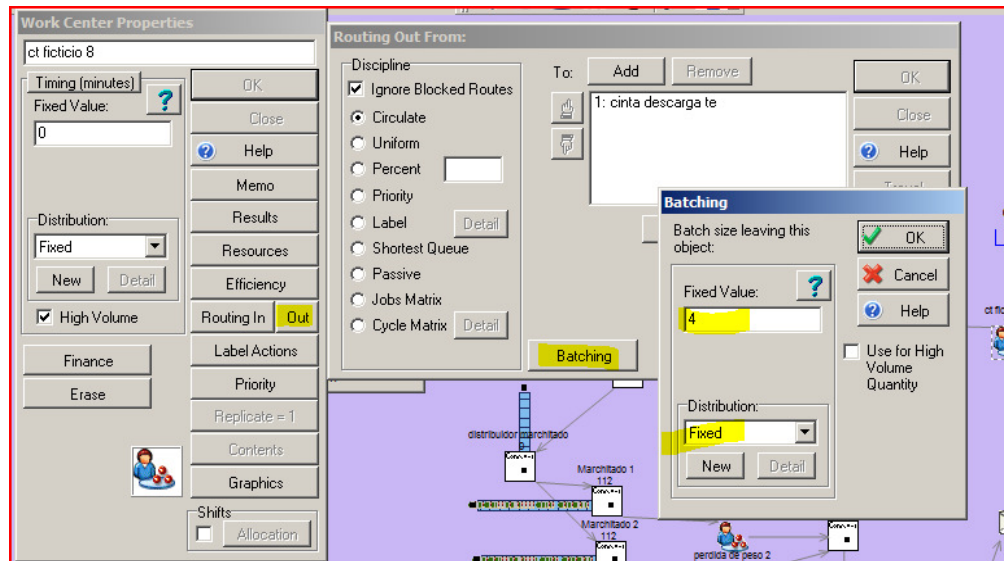 Work Center Properties
ct ficticio 8
Timing (minutes)
Fixed Value:
?
0
Distribution:
Fixed
New
Detail
High Volume
Finance
Erase
OK
Close
? Help
Memo
Results
Resources
Efficiency
Routing In
Out
Label Actions
Priority
Replicate = 1
Contents
Graphics
Shifts
Allocation
Routing Out From:
Discipline
Ignore Blocked Routes
Circulate
Uniform
Percent
Priority
Label
Detail
Shortest Queue
Passive
Jobs Matrix
Cycle Matrix
Detail
To:
Add
Remove
1: cinta descarga te
OK
Close
? Help
Batching
Batching
Batch size leaving this
object:
Fixed Value:
?
4
Distribution:
Fixed
New
Detail
OK
Cancel
? Help
Use for High
Volume
Quantity
distribuidor marchitado
Marchitado 1
112
Marchitado 2
112
perdida de peso 2